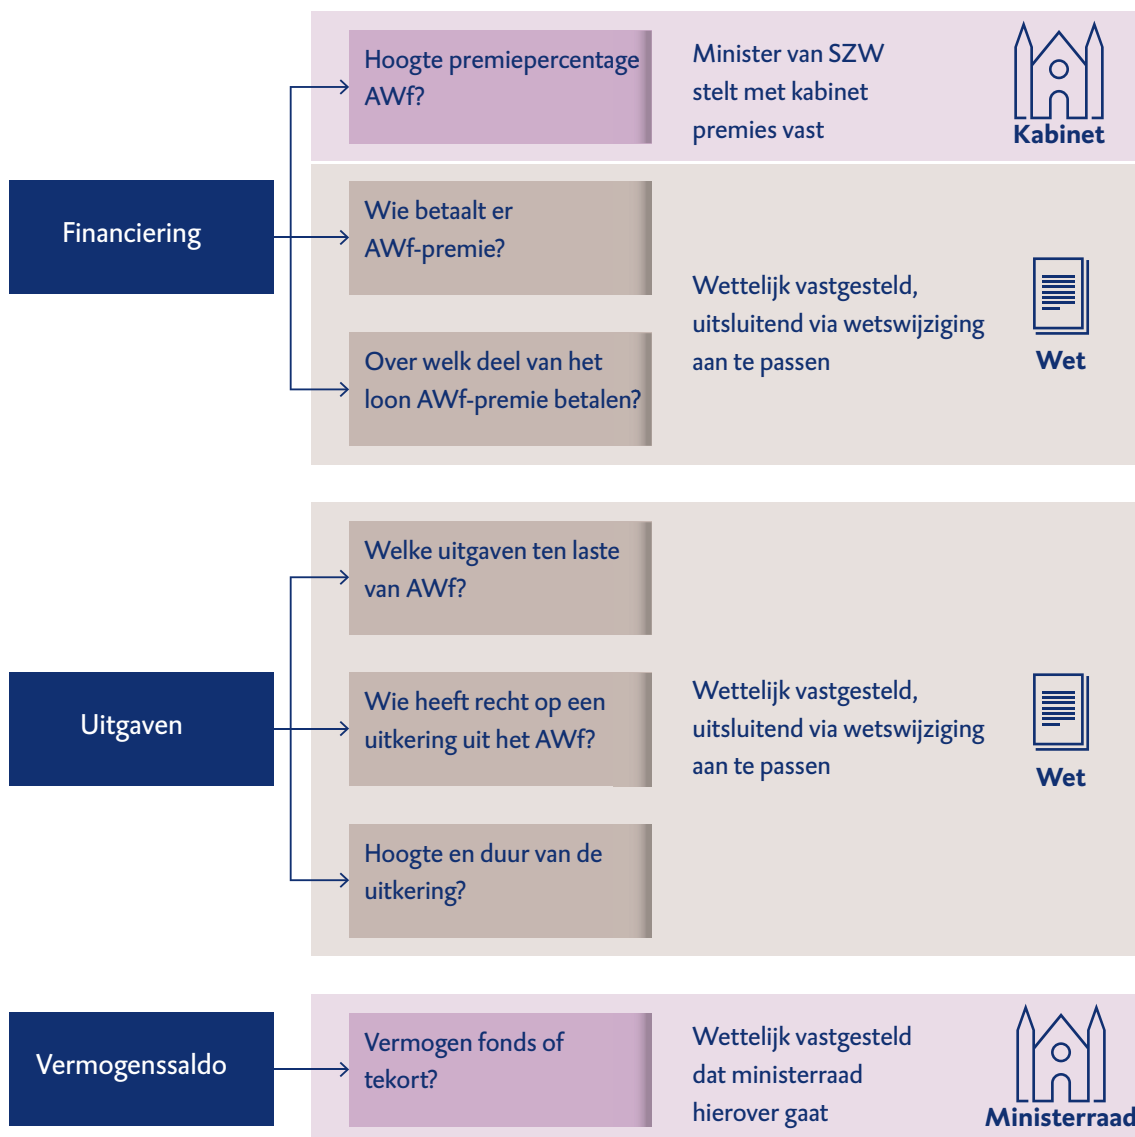 Financiering
Hoogte premiepercentage
AWf?
Minister van SZW
stelt met kabinet
premies vast
Kabinet
Wie betaalt er
AWf-premie?
Over welk deel van het
loon AWf-premie betalen?
Wettelijk vastgesteld,
uitsluitend via wetswijziging
aan te passen
Wet
Uitgaven
Welke uitgaven ten laste
van AWf?
Wie heeft recht op een
uitkering uit het AWf?
Hoogte en duur van de
uitkering?
Wettelijk vastgesteld,
uitsluitend via wetswijziging
aan te passen
Wet
Vermogenssaldo
Vermogen fonds of
tekort?
Wettelijk vastgesteld
dat ministerraad
hierover gaat
Ministerraad